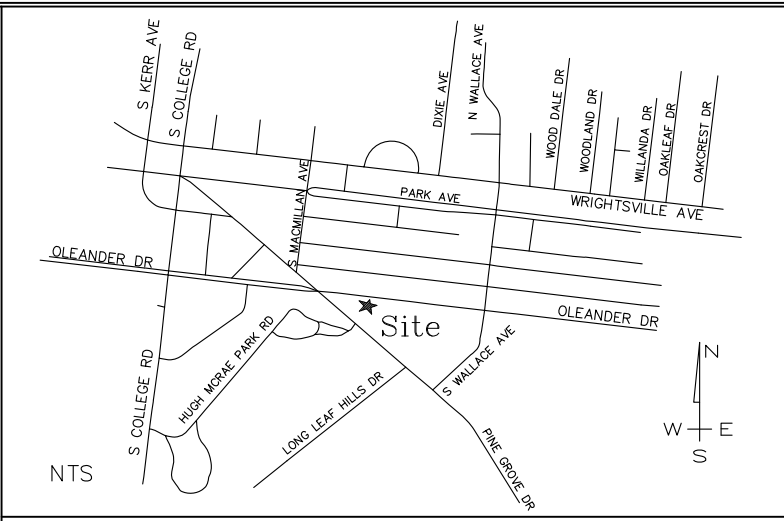 S KERR AVE
S COLLEGE RD
DIXIE AVE
N WALLACE AVE
WOOD DALE DR
WOODLAND DR
WILLANDA DR
OAKLEAF DR
OAKCREST DR
S MACMILLAN AVE
PARK AVE
WRIGHTSVILLE AVE
OLEANDER DR
OLEANDER DR
Site
HUGH MCRAE PARK RD
S WALLACE AVE
S COLLEGE RD
LONG LEAF HILLS DR
PINE GROVE DR
N
W E
S
NTS